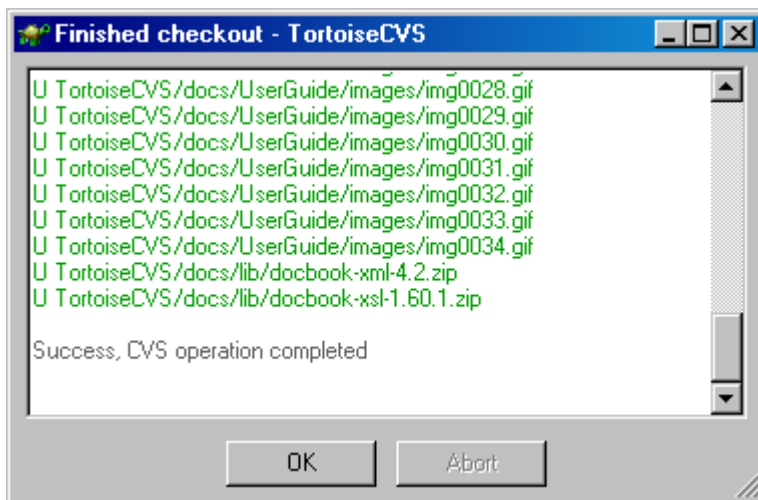 Finished checkout - TortoiseCVS
U TortoiseCVS/docs/UserGuide/images/img0028.gif
U TortoiseCVS/docs/UserGuide/images/img0029.gif
U TortoiseCVS/docs/UserGuide/images/img0030.gif
U TortoiseCVS/docs/UserGuide/images/img0031.gif
U TortoiseCVS/docs/UserGuide/images/img0032.gif
U TortoiseCVS/docs/UserGuide/images/img0033.gif
U TortoiseCVS/docs/UserGuide/images/img0034.gif
U TortoiseCVS/docs/lib/docbook-xml-4.2.zip
U TortoiseCVS/docs/lib/docbook-xsl-1.60.1.zip
Success, CVS operation completed
OK Abort